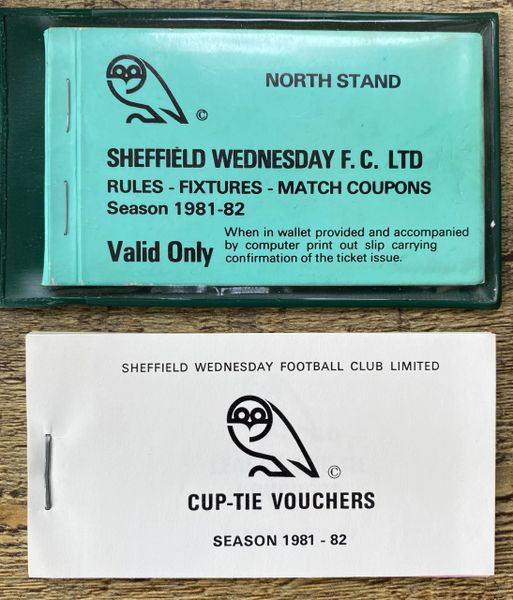 NORTH STAND
©
SHEFFIELD WEDNESDAY F. C. LTD
RULES - FIXTURES - MATCH COUPONS
Season 1981-82
Valid Only
When in wallet provided and accompanied
by computer print out slip carrying
confirmation of the ticket issue.
SHEFFIELD WEDNESDAY FOOTBALL CLUB LIMITED
©
CUP-TIE VOUCHERS
SEASON 1981 - 82